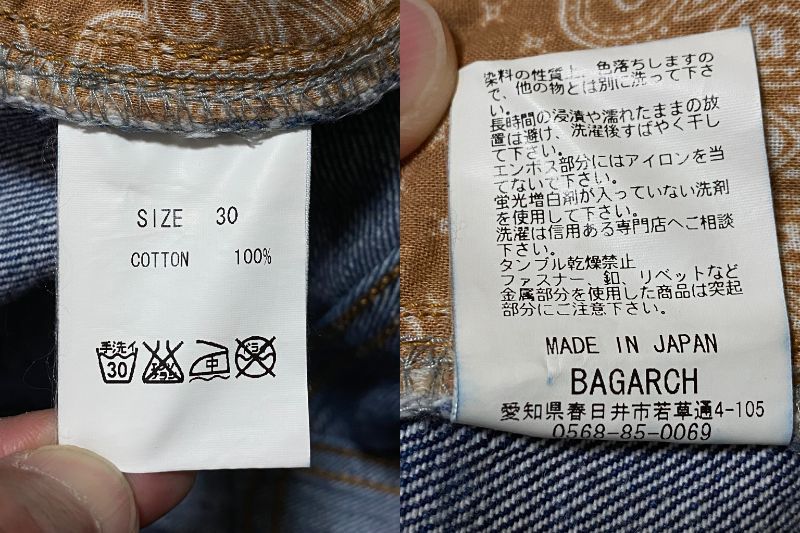 SIZE 30
COTTON 100%
手洗イ
30
エンソ
サラシ
中
ドライ
染料の性質上、色落ちしますの
で、他の物とは別に洗って下さ
い。
長時間の浸漬や濡れたままの放
置は避け、洗濯後すばやく干し
て下さい。
エンボス部分にはアイロンを当
てないで下さい。
蛍光増白剤が入っていない洗剤
を使用して下さい。
洗濯は信用ある専門店へご相談
下さい。
タンブル乾燥禁止
ファスナー、釦、リベットなど
金属部分を使用した商品は突起
部分にご注意下さい。
MADE IN JAPAN
BAGARCH
愛知県春日井市若草通4-105
0568-85-0069